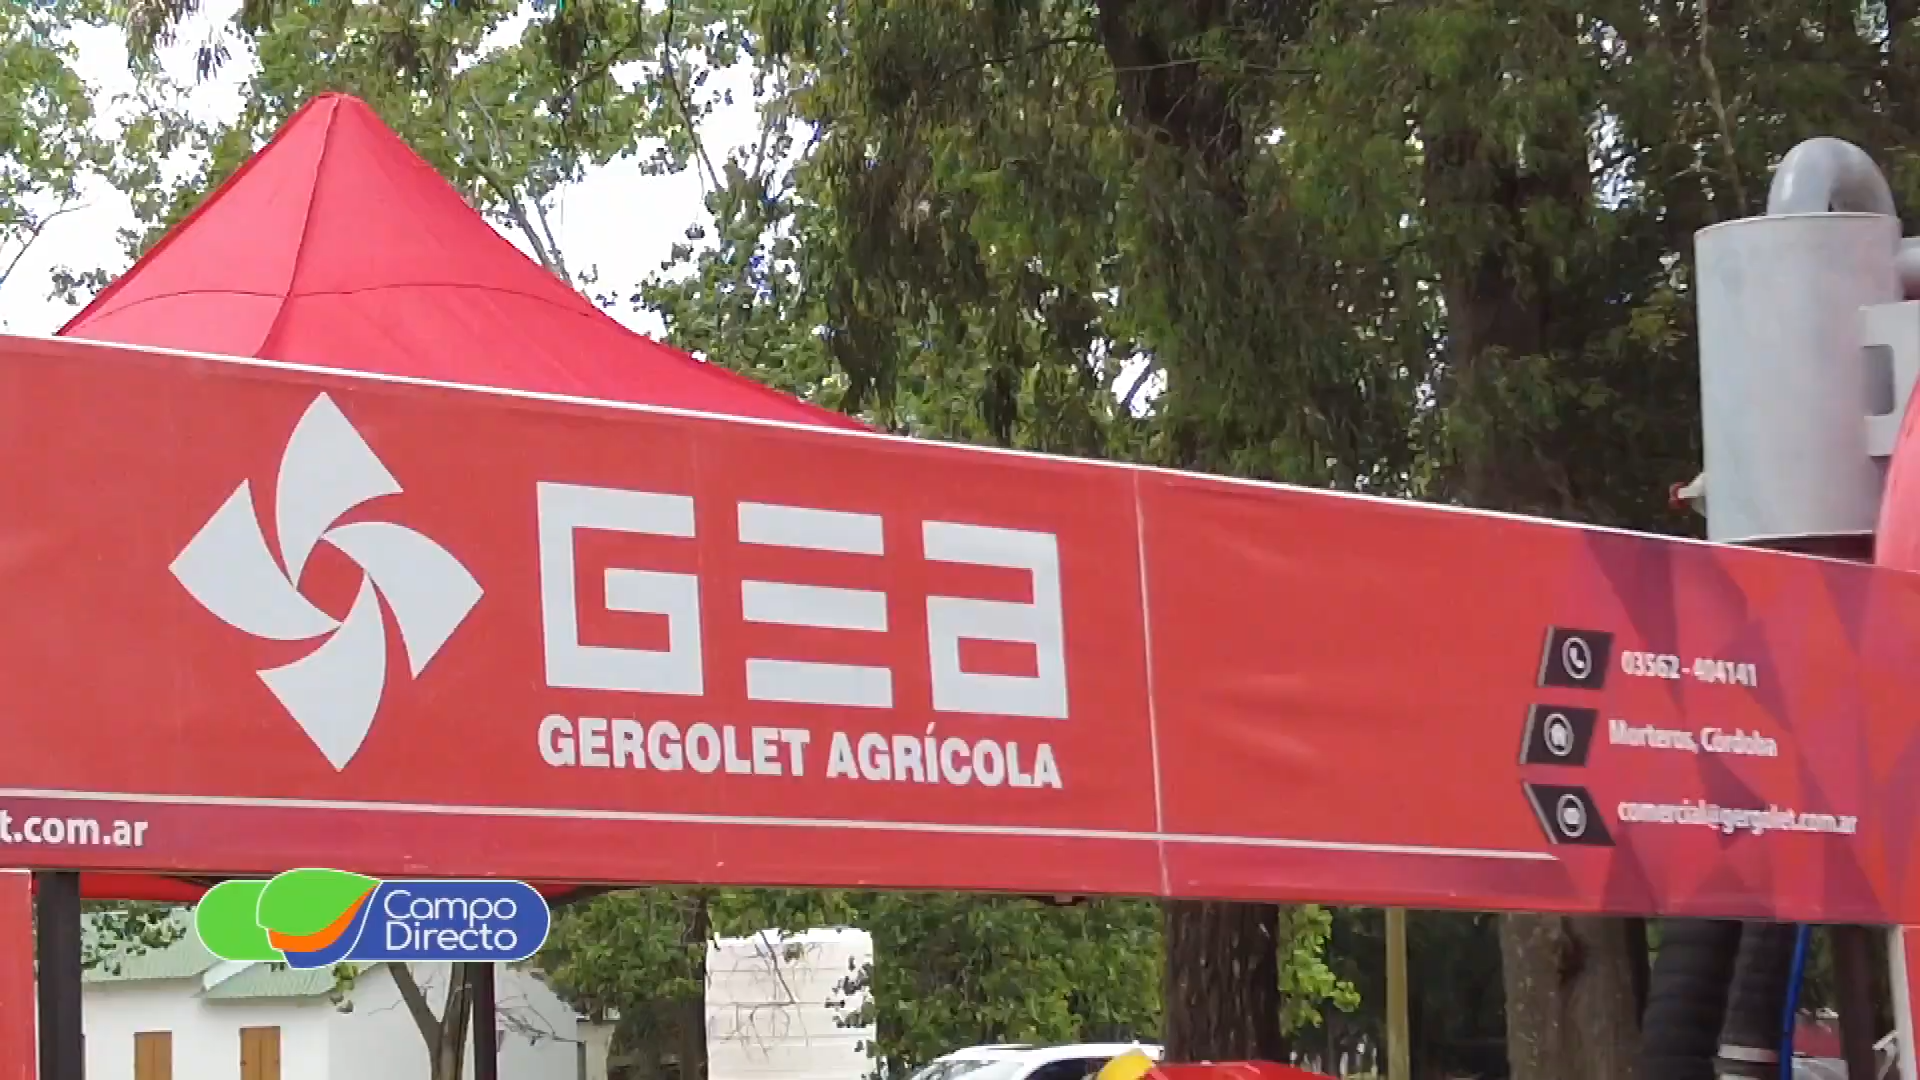 GEA
GERGOLET AGRÍCOLA
03562 - 404141
Morteros, Córdoba
comercial@gergolet.com.ar
t.com.ar
Campo
Directo